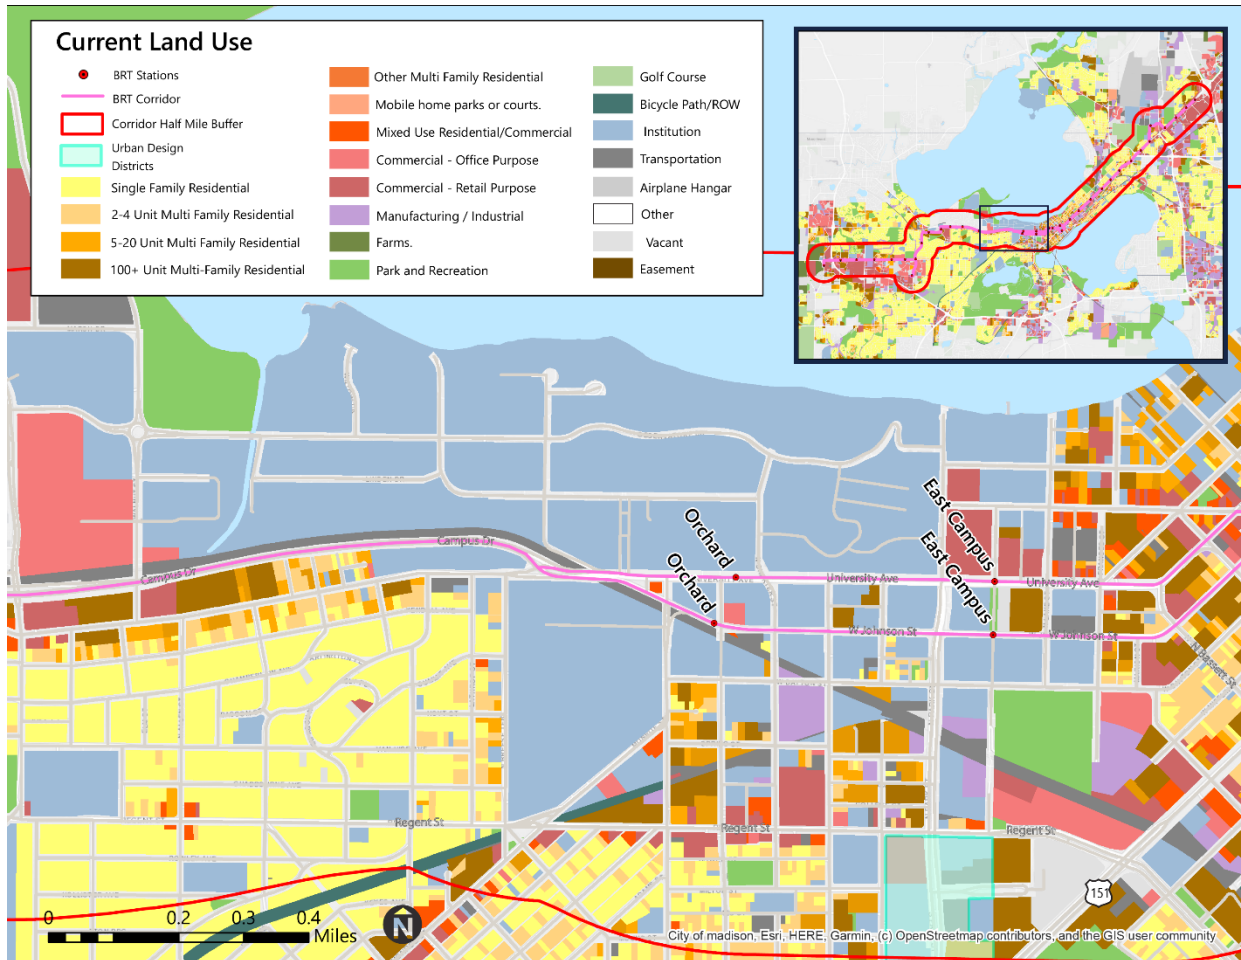 Current Land Use
BRT Stations
BRT Corridor
Corridor Half Mile Buffer
Urban Design
Districts
Single Family Residential
2-4 Unit Multi Family Residential
5-20 Unit Multi Family Residential
100+ Unit Multi-Family Residential
Other Multi Family Residential
Mobile home parks or courts.
Mixed Use Residential/Commercial
Commercial - Office Purpose
Commercial - Retail Purpose
Manufacturing / Industrial
Farms.
Park and Recreation
Golf Course
Bicycle Path/ROW
Institution
Transportation
Airplane Hangar
Other
Vacant
Easement
East Campus
East Campus
Orchard
Orchard
Campus Dr
Campus Dr
University Ave
University Ave
W Johnson St
W Johnson St
N Bassett St
Regent St
Regent St
Regent St
151
0
0.2
0.4
Miles
N
City of madison, Esri, HERE, Garmin, (c) OpenStreetmap contributors, and the GIS user community